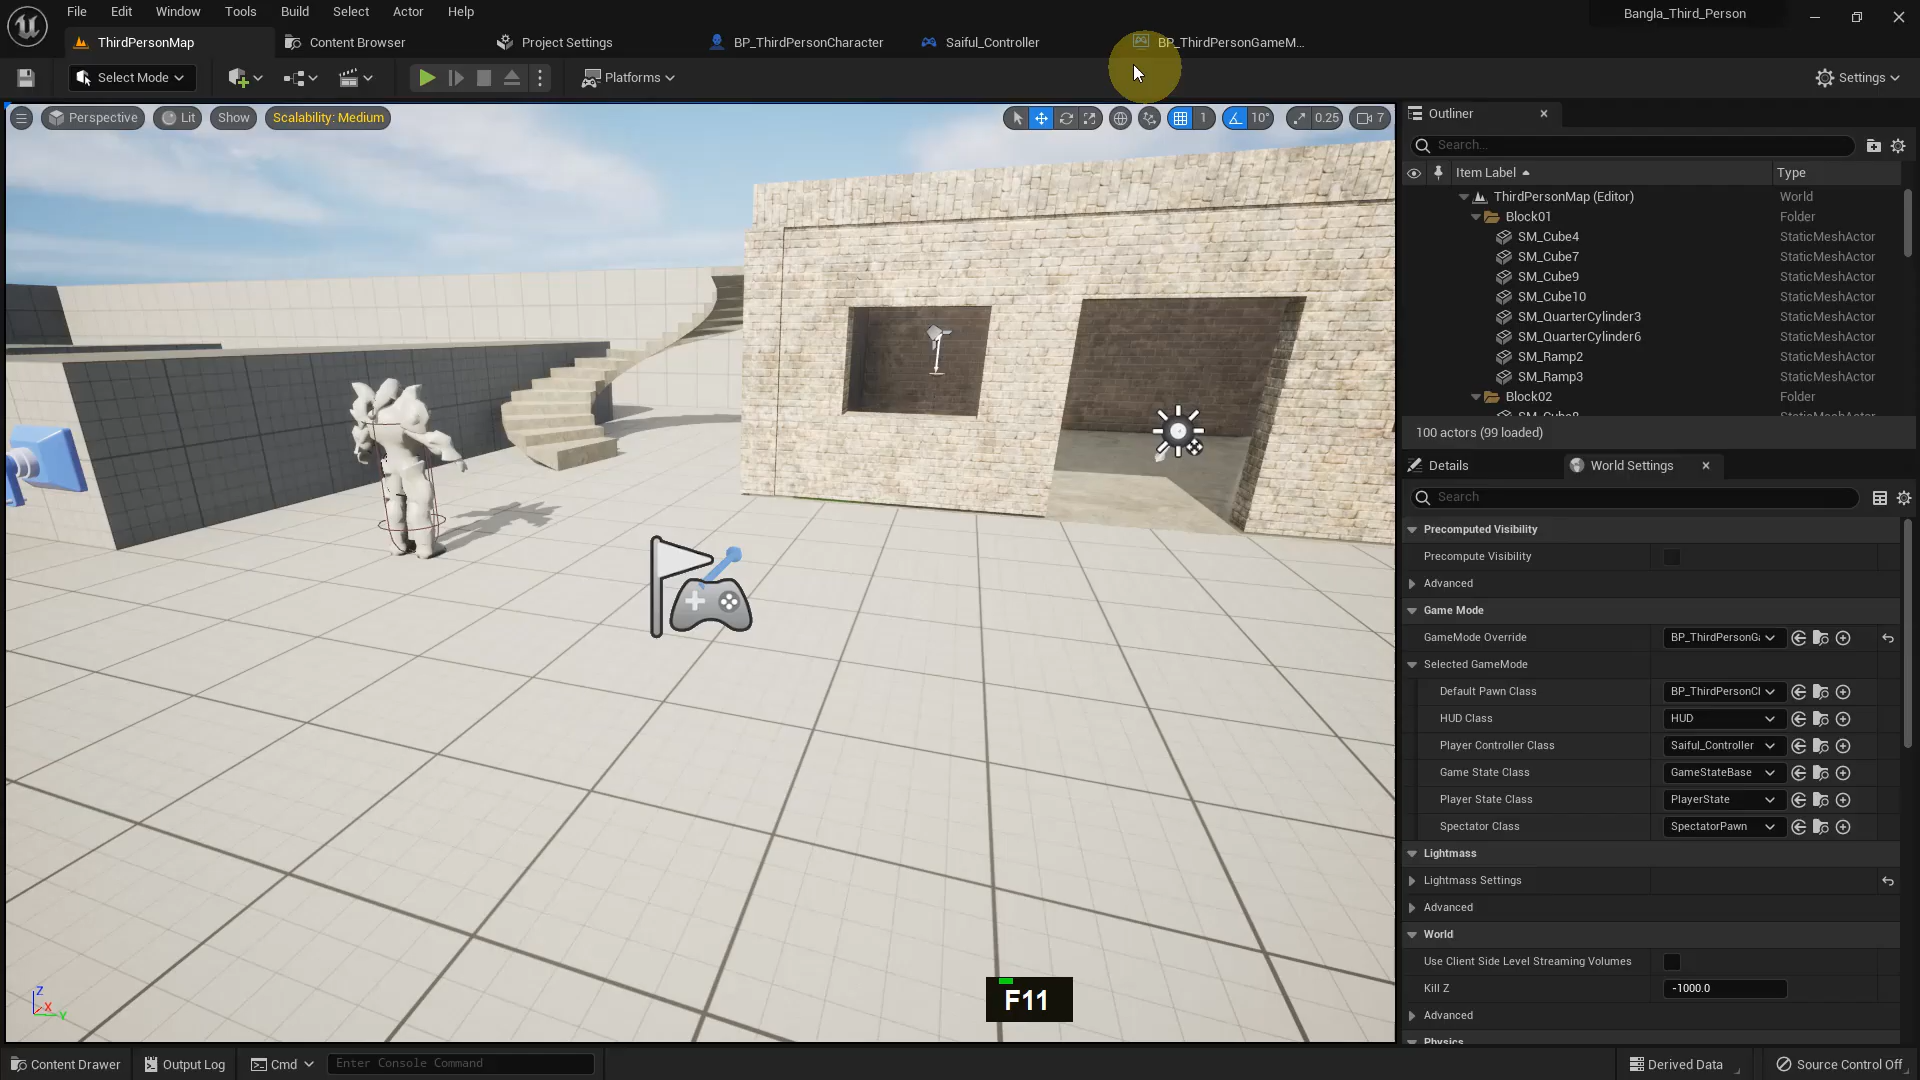 File Edit Window Tools Build Select Actor Help
Bangla_Third_Person
ThirdPersonMap Content Browser Project Settings BP_ThirdPersonCharacter Saiful_Controller BP_ThirdPersonGameM...
Select Mode Platforms Settings
Perspective Lit Show Scalability: Medium 1 10° 0.25 7
Outliner
Search...
Item Label Type
ThirdPersonMap (Editor) World
Block01 Folder
SM_Cube4 StaticMeshActor
SM_Cube7 StaticMeshActor
SM_Cube9 StaticMeshActor
SM_Cube10 StaticMeshActor
SM_QuarterCylinder3 StaticMeshActor
SM_QuarterCylinder6 StaticMeshActor
SM_Ramp2 StaticMeshActor
SM_Ramp3 StaticMeshActor
Block02 Folder
100 actors (99 loaded)
Details World Settings
Search
Precomputed Visibility
Precompute Visibility
Advanced
Game Mode
GameMode Override BP_ThirdPersonGa
Selected GameMode
Default Pawn Class BP_ThirdPersonCl
HUD Class HUD
Player Controller Class Saiful_Controller
Game State Class GameStateBase
Player State Class PlayerState
Spectator Class SpectatorPawn
Lightmass
Lightmass Settings
Advanced
World
Use Client Side Level Streaming Volumes
Kill Z -1000.0
Advanced
Physics
Z
X
Y
F11
Content Drawer Output Log Cmd Enter Console Command Derived Data Source Control Off